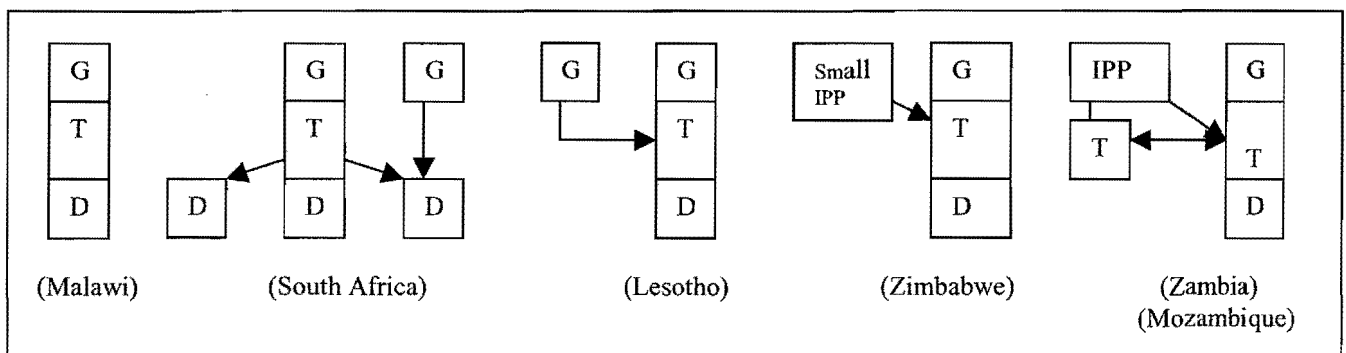 G
T
D
(Malawi)
G
T
D
D
G
D
(South Africa)
G
G
T
D
(Lesotho)
Small
IPP
G
T
D
(Zimbabwe)
IPP
T
G
T
D
(Zambia)
(Mozambique)